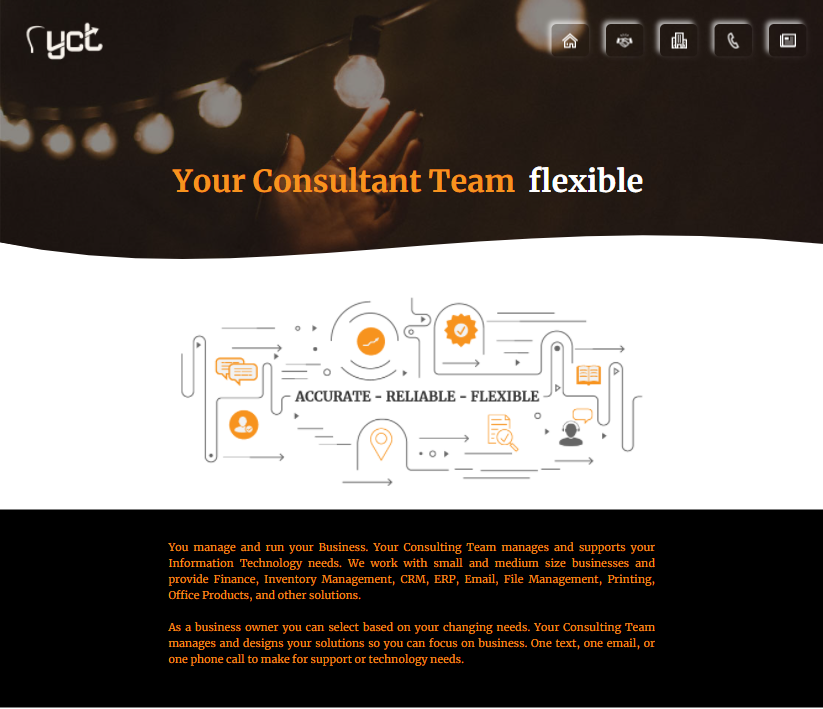 yct
Your Consultant Team flexible
ACCURATE - RELIABLE - FLEXIBLE
You manage and run your Business. Your Consulting Team manages and supports your
Information Technology needs. We work with small and medium size businesses and
provide Finance, Inventory Management, CRM, ERP, Email, File Management, Printing,
Office Products, and other solutions.
As a business owner you can select based on your changing needs. Your Consulting Team
manages and designs your solutions so you can focus on business. One text, one email, or
one phone call to make for support or technology needs.